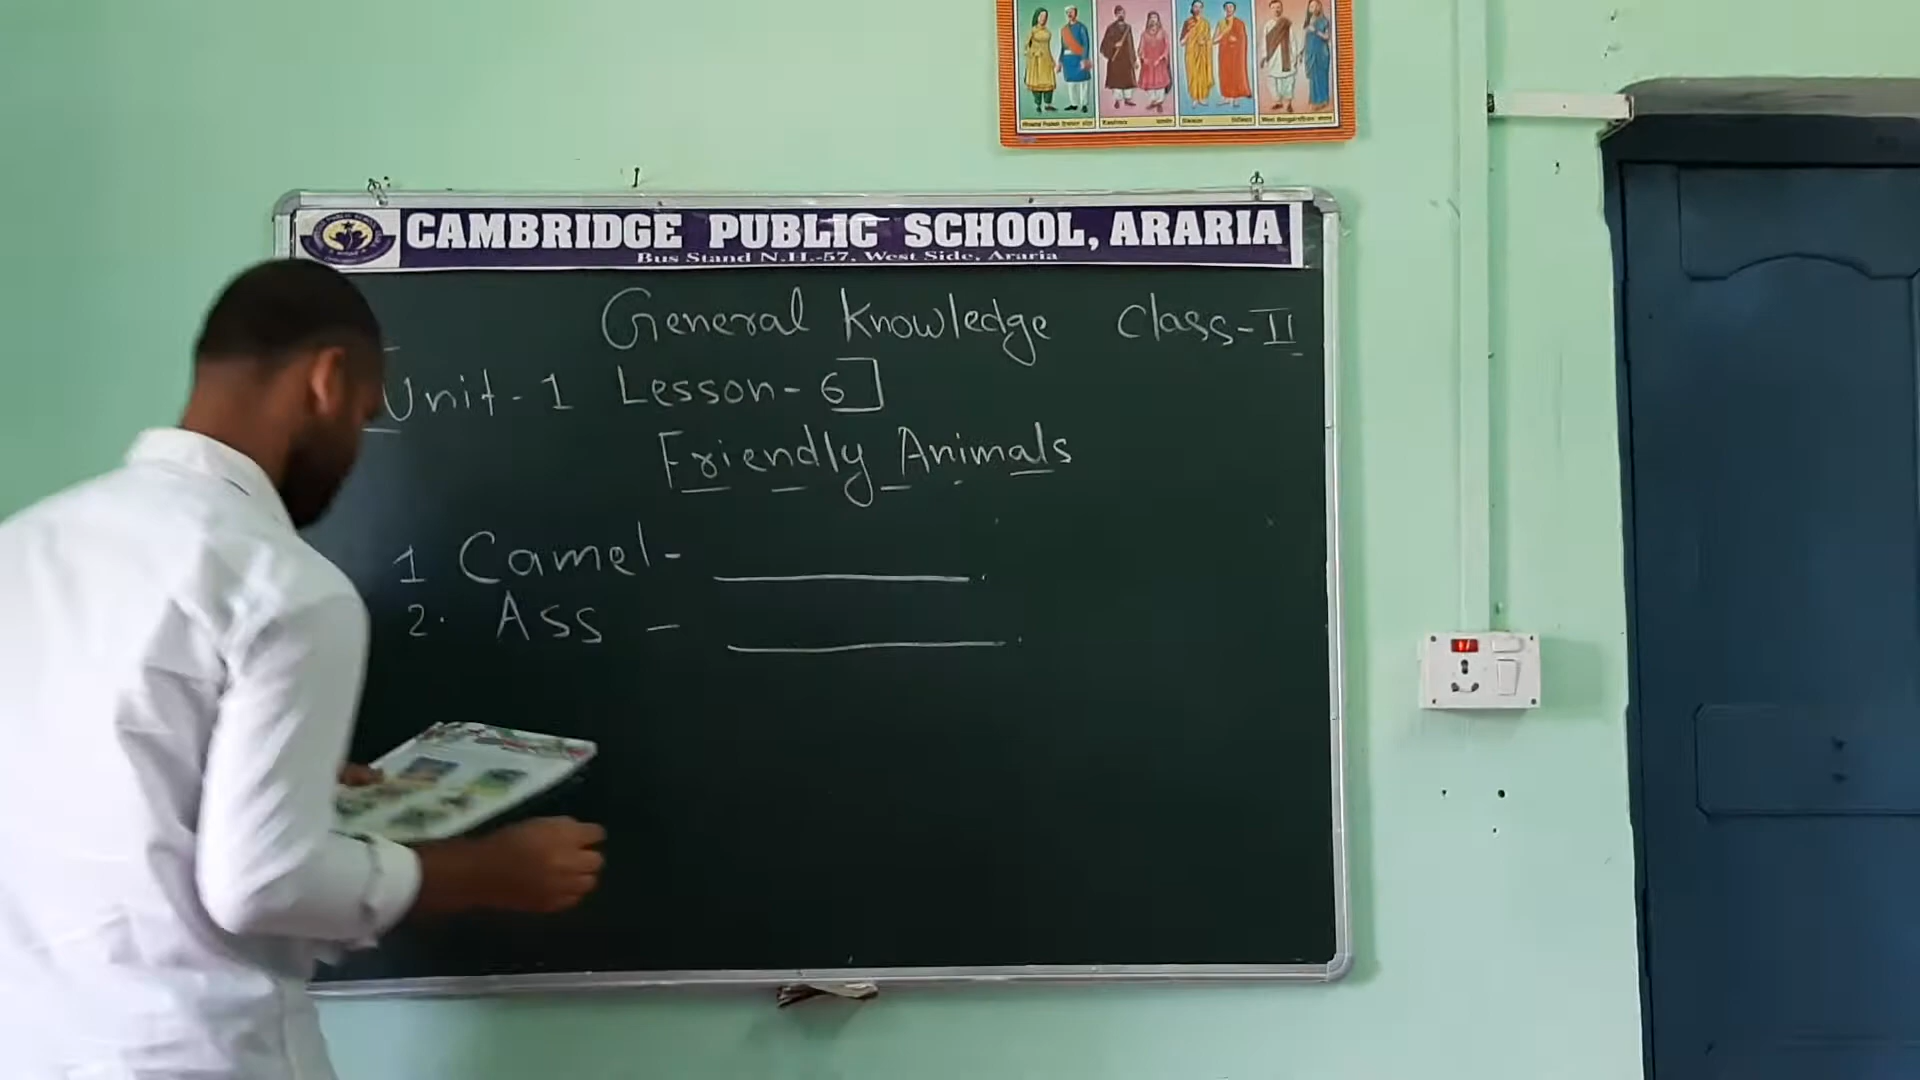 CAMBRIDGE PUBLIC SCHOOL, ARARIA
Bus Stand N.H.-57, West Side, Araria
General Knowledge Class-II
Unit-1 Lesson-6]
Friendly Animals
1 Camel- ________.
2. Ass - ________.